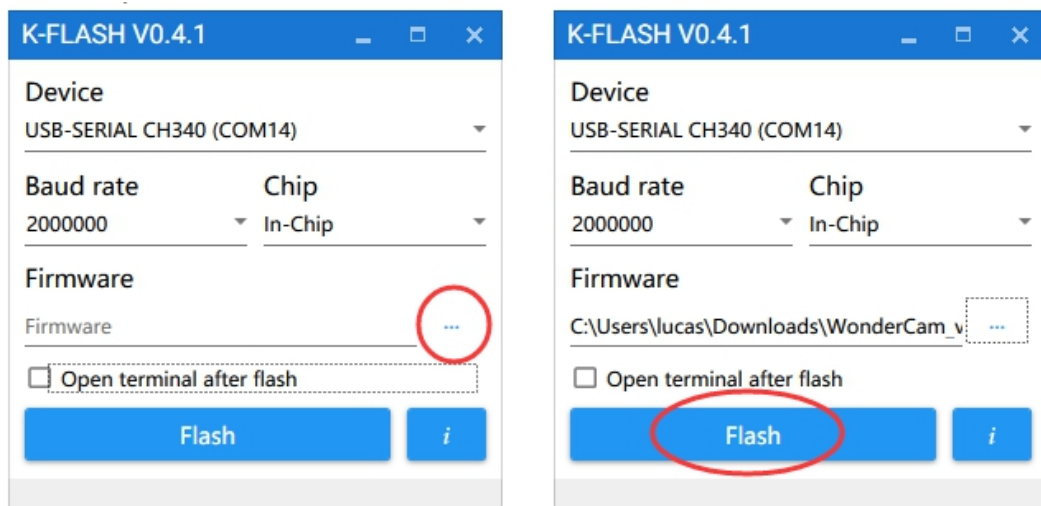 K-FLASH V0.4.1
Device
USB-SERIAL CH340 (COM14)
Baud rate Chip
2000000 In-Chip
Firmware
Firmware
...
Open terminal after flash
Flash i
K-FLASH V0.4.1
Device
USB-SERIAL CH340 (COM14)
Baud rate Chip
2000000 In-Chip
Firmware
C:\Users\lucas\Downloads\WonderCam_v ...
Open terminal after flash
Flash i